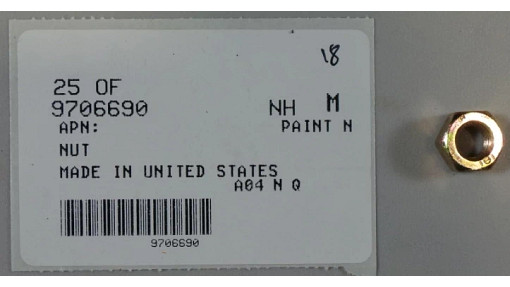 18
25 OF
9706690
NH M
APN: PAINT N
NUT
MADE IN UNITED STATES
A04 N Q
9706690